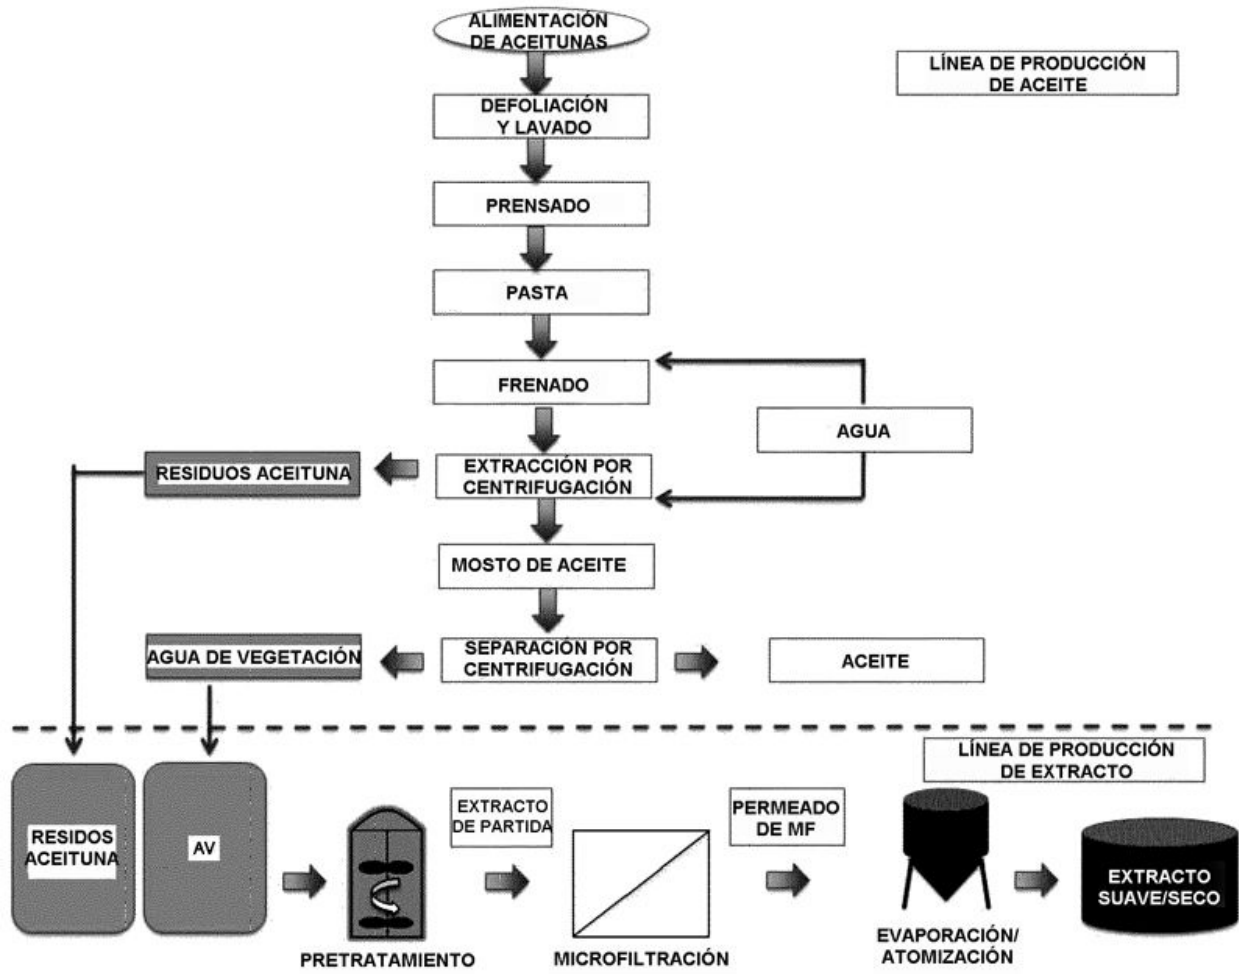 ALIMENTACIÓN
DE ACEITUNAS
LÍNEA DE PRODUCCIÓN
DE ACEITE
DEFOLIACIÓN
Y LAVADO
PRENSADO
PASTA
FRENADO
AGUA
RESIDUOS ACEITUNA
EXTRACCIÓN POR
CENTRIFUGACIÓN
MOSTO DE ACEITE
AGUA DE VEGETACIÓN
SEPARACIÓN POR
CENTRIFUGACIÓN
ACEITE
LÍNEA DE PRODUCCIÓN
DE EXTRACTO
RESIDOS
ACEITUNA
AV
PRETRATAMIENTO
EXTRACTO
DE PARTIDA
MICROFILTRACIÓN
PERMEADO
DE MF
EVAPORACIÓN/
ATOMIZACIÓN
EXTRACTO
SUAVE/SECO